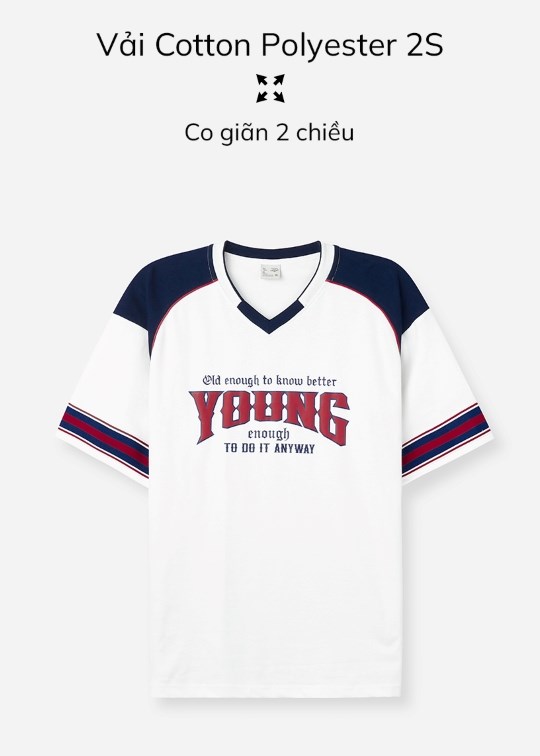 Vải Cotton Polyester 2S
Co giãn 2 chiều
Old enough to know better
YOUNG
enough
TO DO IT ANYWAY